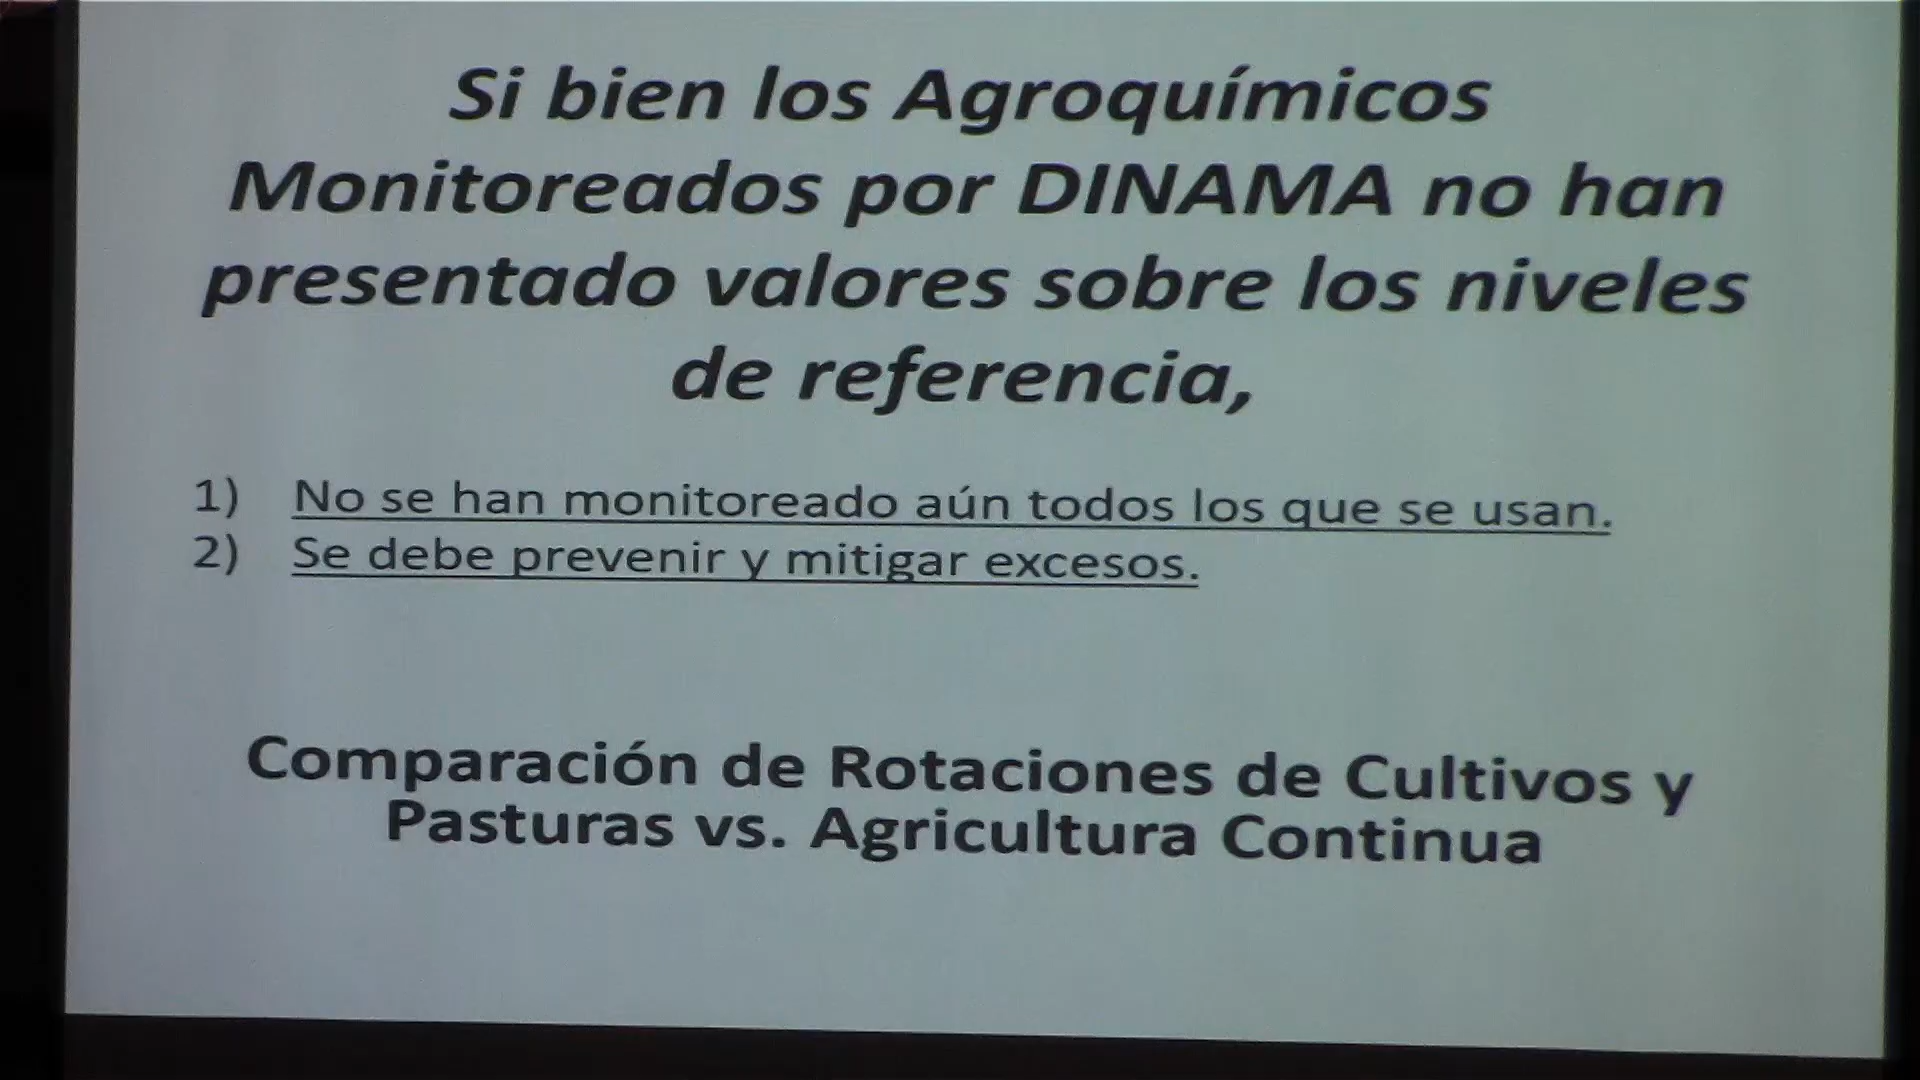 Si bien los Agroquímicos
Monitoreados por DINAMA no han
presentado valores sobre los niveles
de referencia,
1) No se han monitoreado aún todos los que se usan.
2) Se debe prevenir y mitigar excesos.
Comparación de Rotaciones de Cultivos y
Pasturas vs. Agricultura Continua